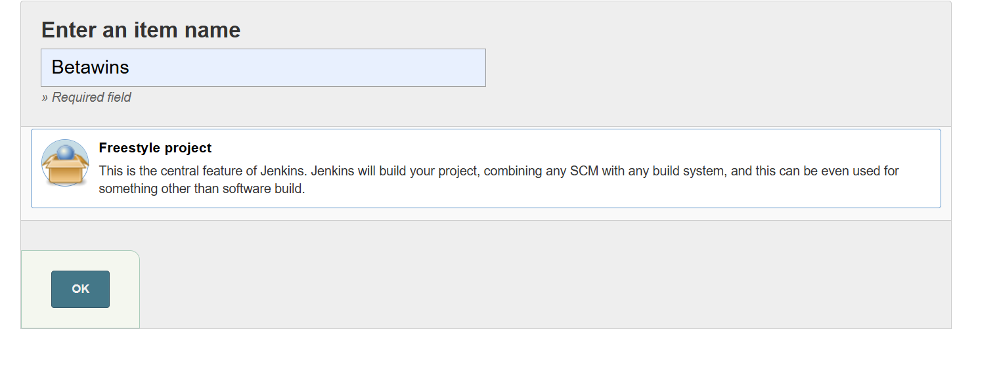 Enter an item name
Betawins
» Required field
Freestyle project
This is the central feature of Jenkins. Jenkins will build your project, combining any SCM with any build system, and this can be even used for
something other than software build.
OK